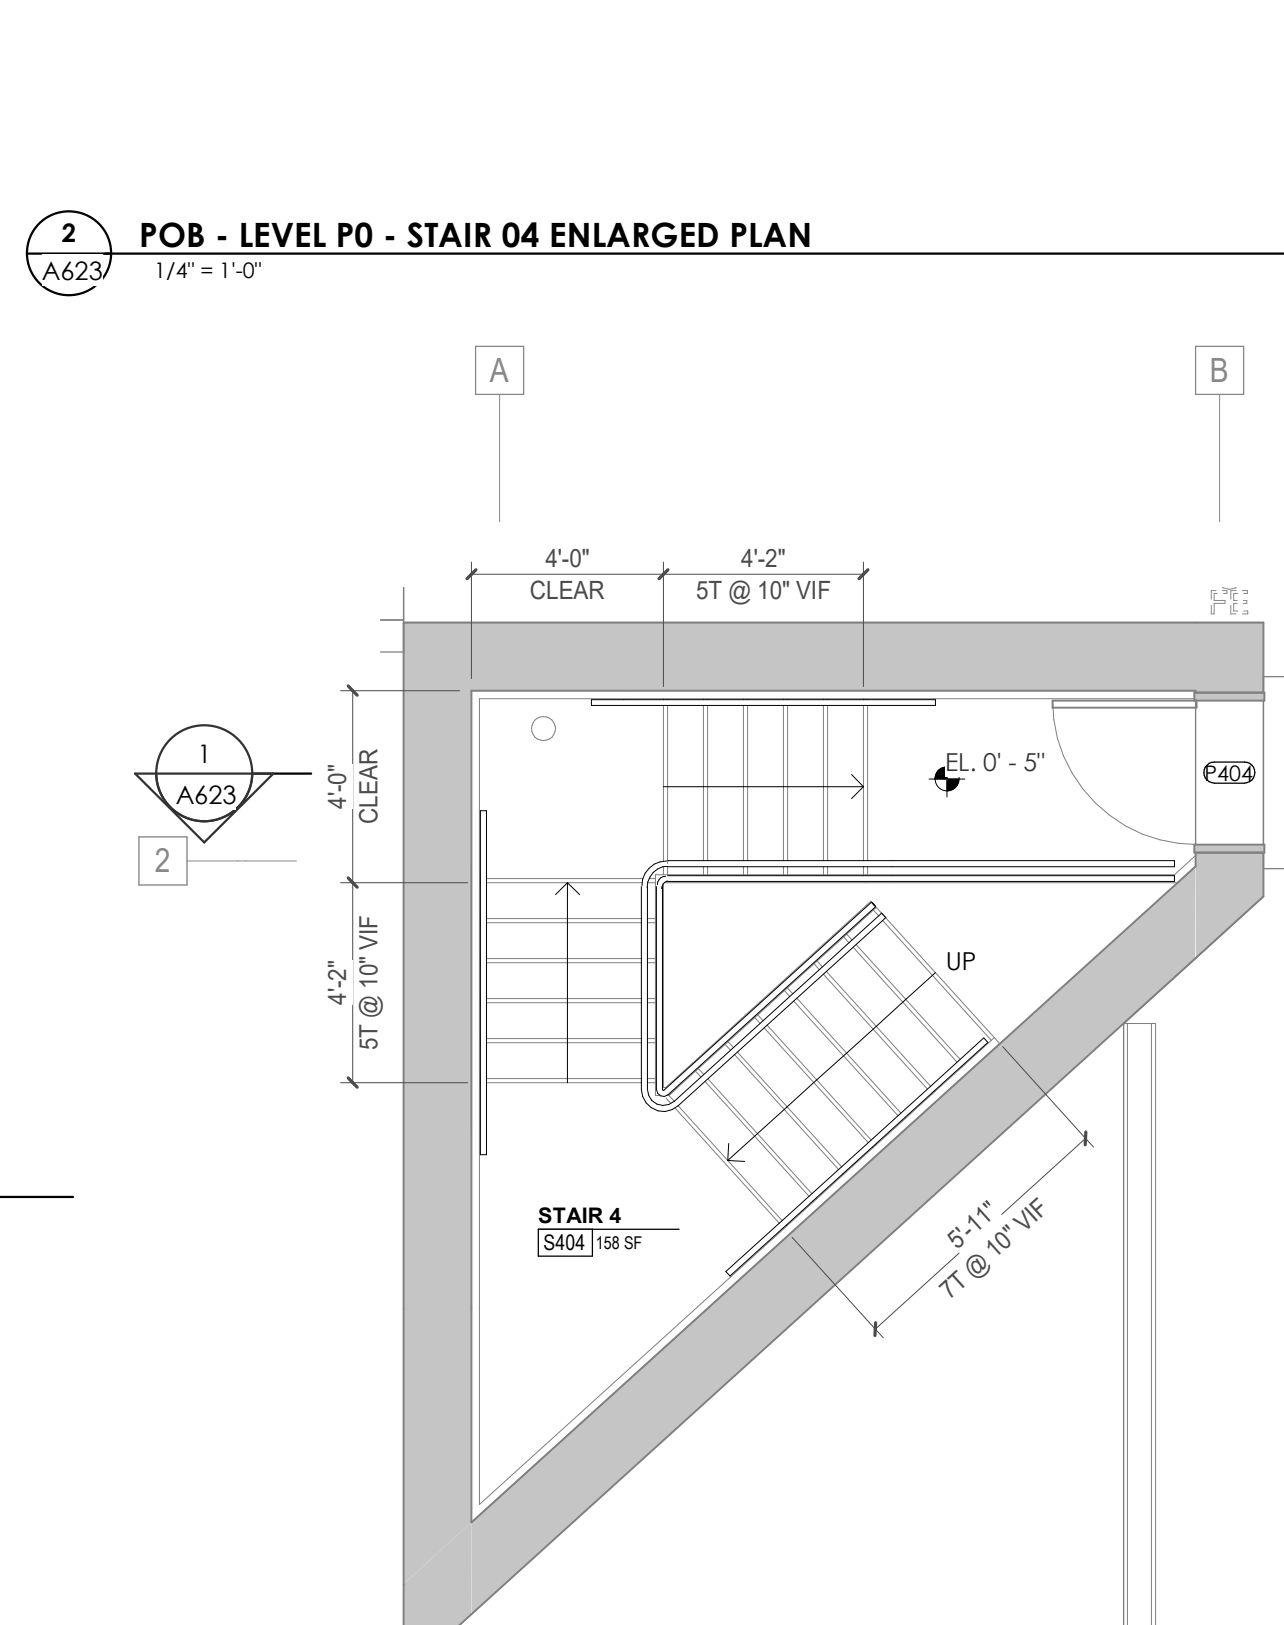 2
POB - LEVEL P0 - STAIR 04 ENLARGED PLAN
A623
1/4" = 1'-0"
A
B
4'-0"
4'-2"
CLEAR
5T @ 10" VIF
4'-0"
CLEAR
1
A623
2
EL. 0' - 5"
P404
4'-2"
5T @ 10" VIF
UP
STAIR 4
S404
158 SF
5'-11"
7T @ 10" VIF